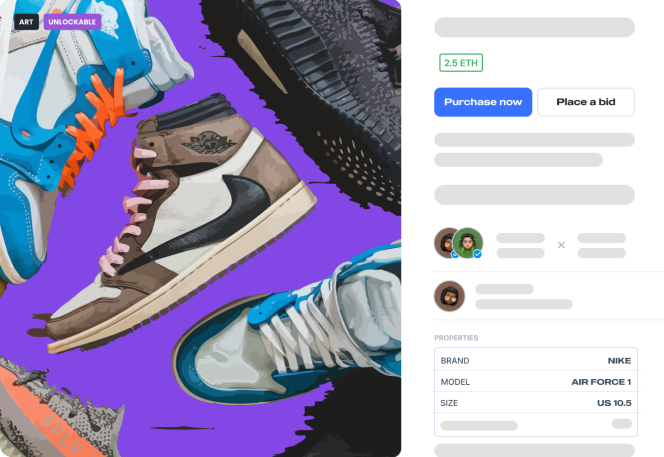 ART UNLOCKABLE
2.5 ETH
Purchase now Place a bid
PROPERTIES
BRAND NIKE
MODEL AIR FORCE 1
SIZE US 10.5